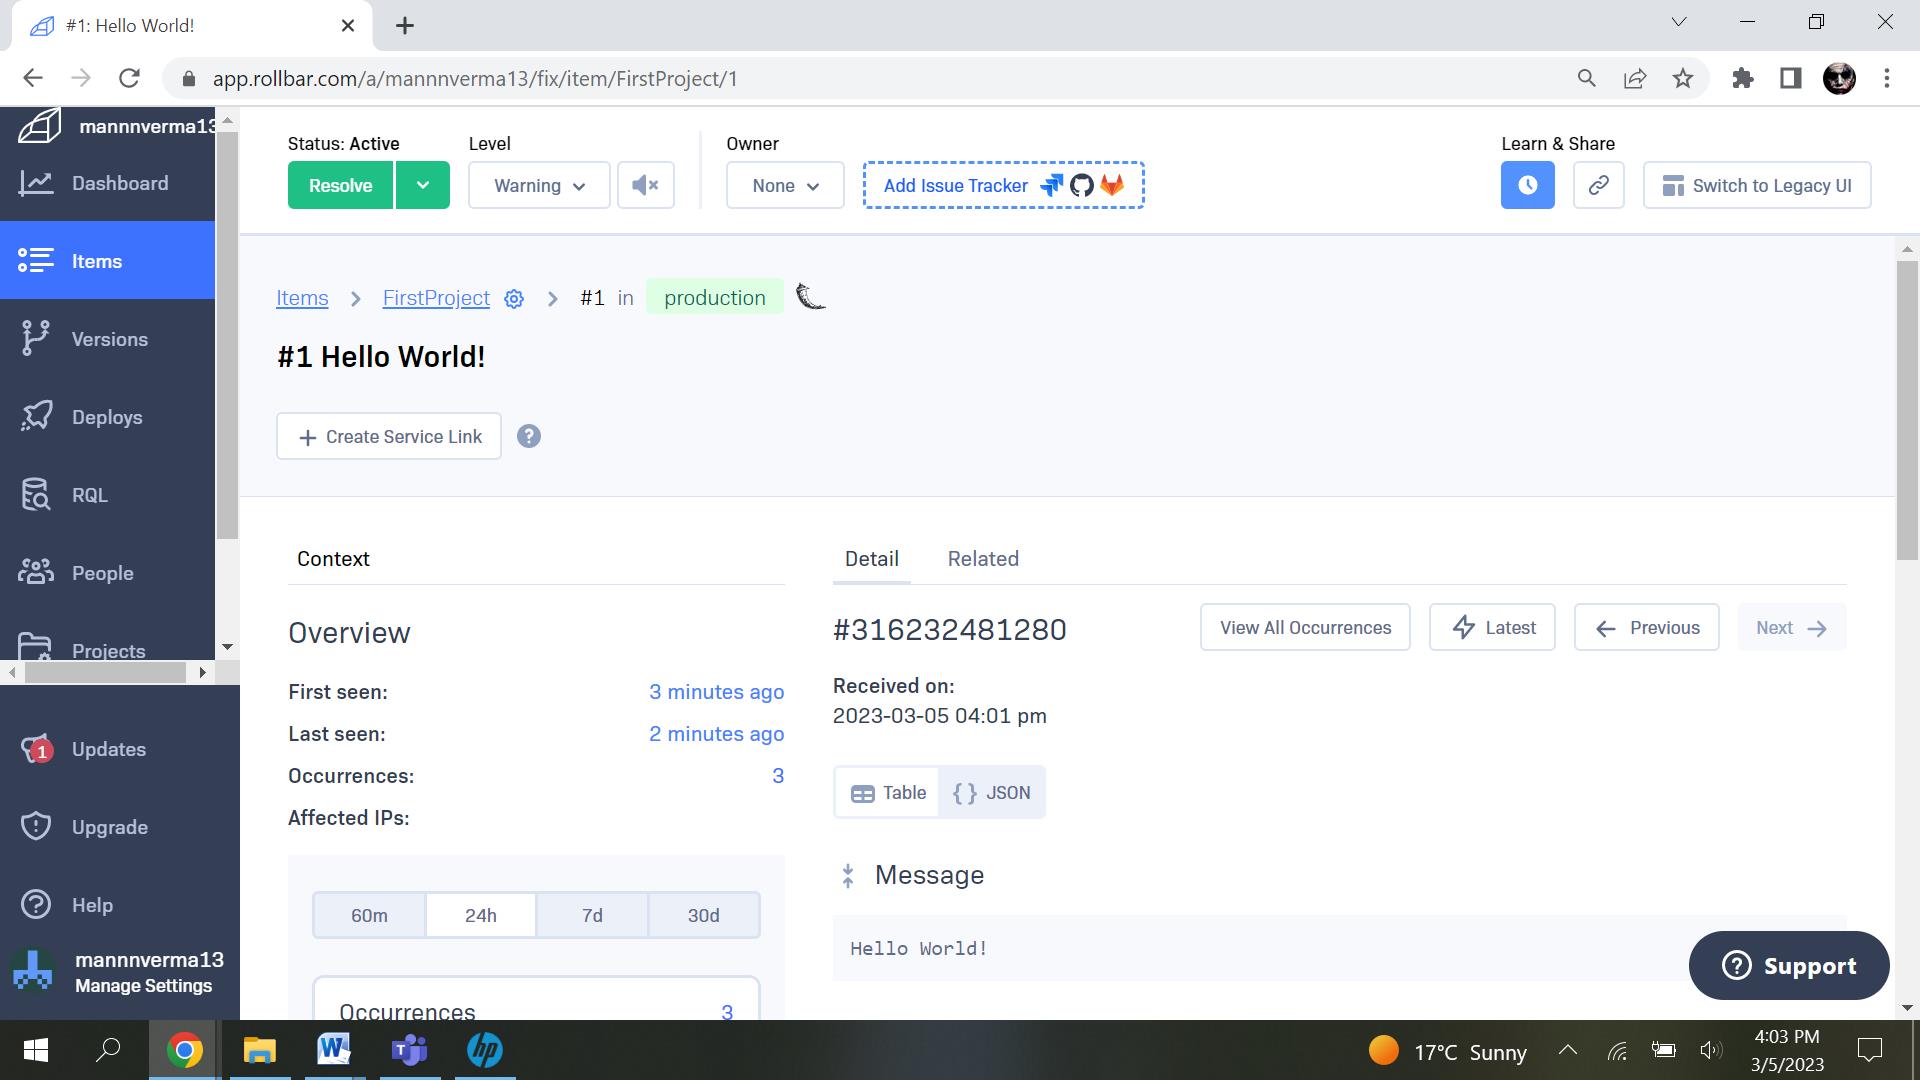 #1: Hello World!
app.rollbar.com/a/mannnverma13/fix/item/FirstProject/1
mannnverma13
Dashboard
Items
Versions
Deploys
RQL
People
Projects
1
Updates
Upgrade
Help
mannnverma13
Manage Settings
Status: Active
Level
Owner
Learn & Share
Resolve
Warning
None
Add Issue Tracker
Switch to Legacy UI
Items
FirstProject
#1 in
production
#1 Hello World!
Create Service Link
?
Context
Overview
First seen:
3 minutes ago
Last seen:
2 minutes ago
Occurrences:
3
Affected IPs:
60m
24h
7d
30d
Occurrences
3
Detail
Related
#316232481280
View All Occurrences
Latest
Previous
Next
Received on:
2023-03-05 04:01 pm
Table
{ } JSON
Message
Hello World!
? Support
W
T
hp
17°C Sunny
4:03 PM
3/5/2023